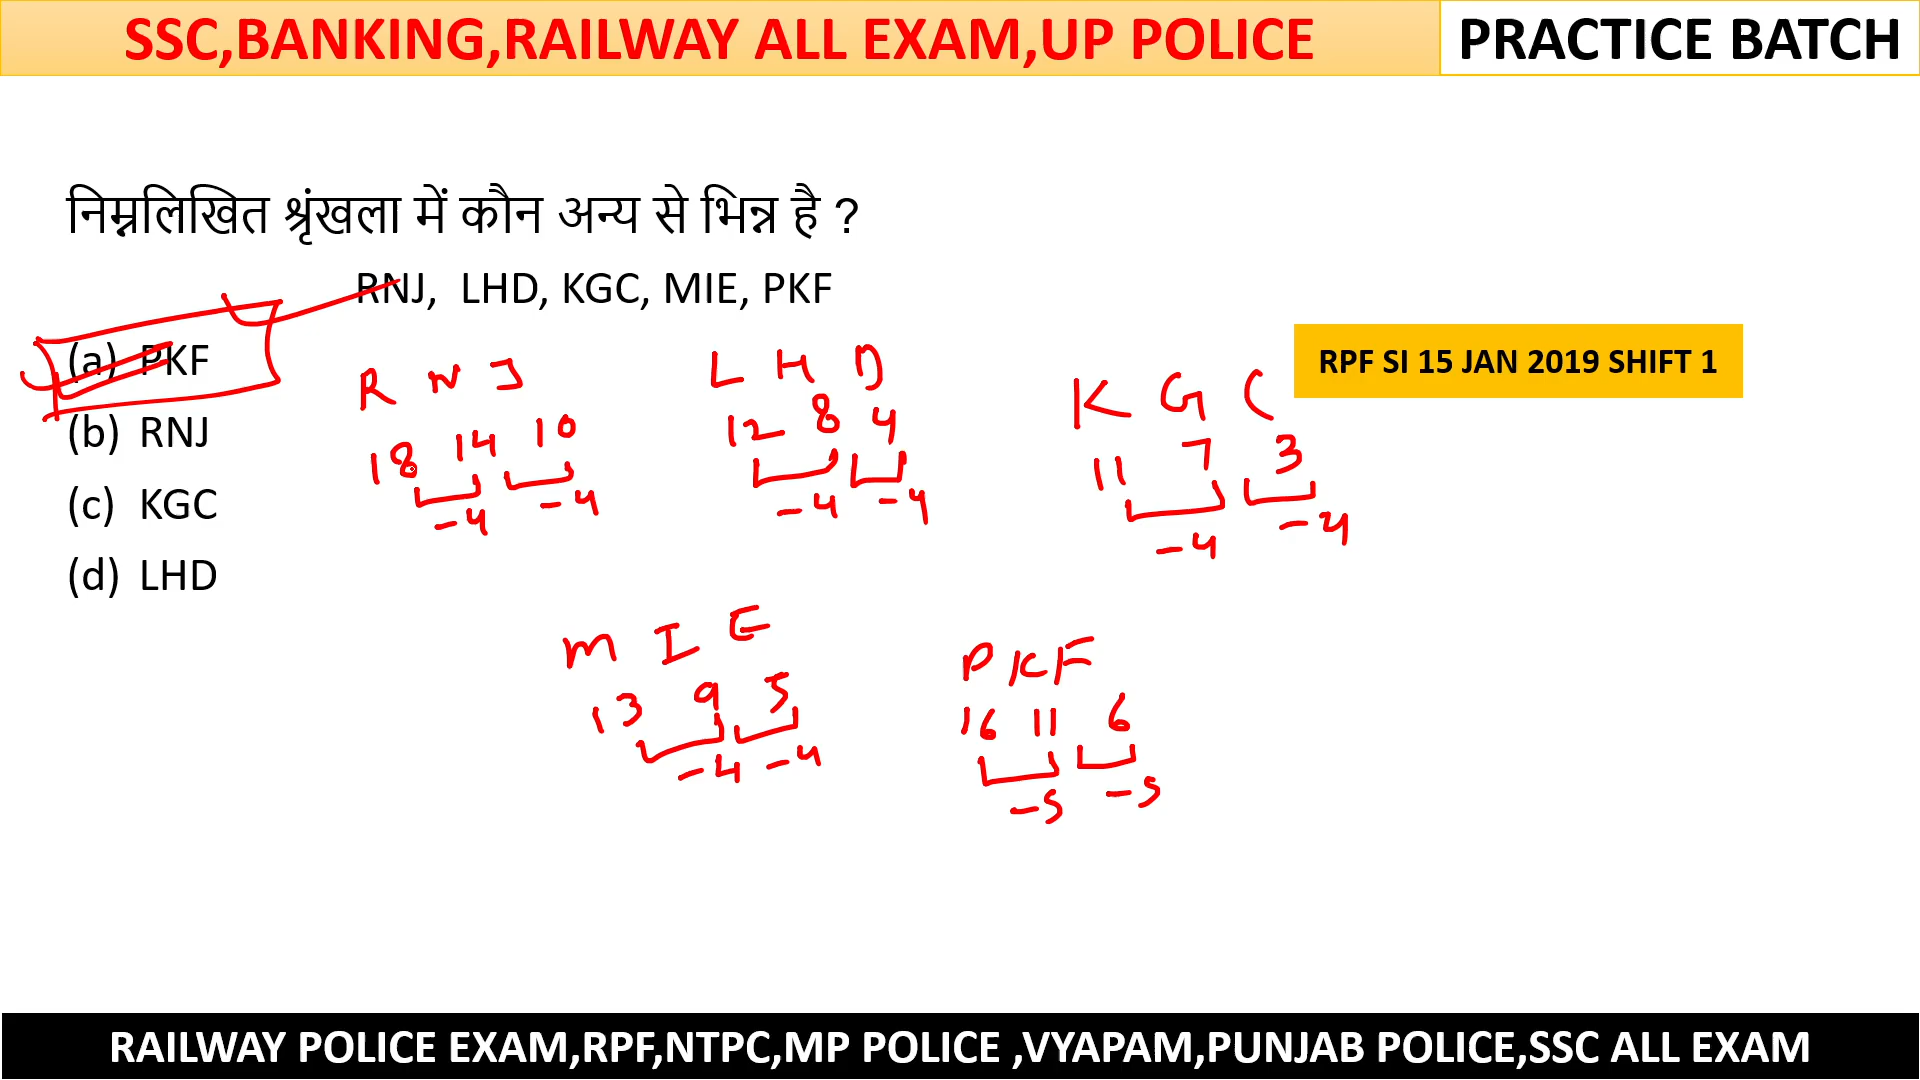 SSC,BANKING,RAILWAY ALL EXAM,UP POLICE
PRACTICE BATCH
निम्नलिखित श्रृंखला में कौन अन्य से भिन्न है ?
RNJ, LHD, KGC, MIE, PKF
RPF SI 15 JAN 2019 SHIFT 1
(a) PKF
(b) RNJ
(c) KGC
(d) LHD
R N J
18 14 10
-4 -4
L H D
12 8 4
-4 -4
K G C
11 7 3
-4 -4
M I E
13 9 5
-4 -4
P K F
16 11 6
-5 -5
RAILWAY POLICE EXAM,RPF,NTPC,MP POLICE ,VYAPAM,PUNJAB POLICE,SSC ALL EXAM